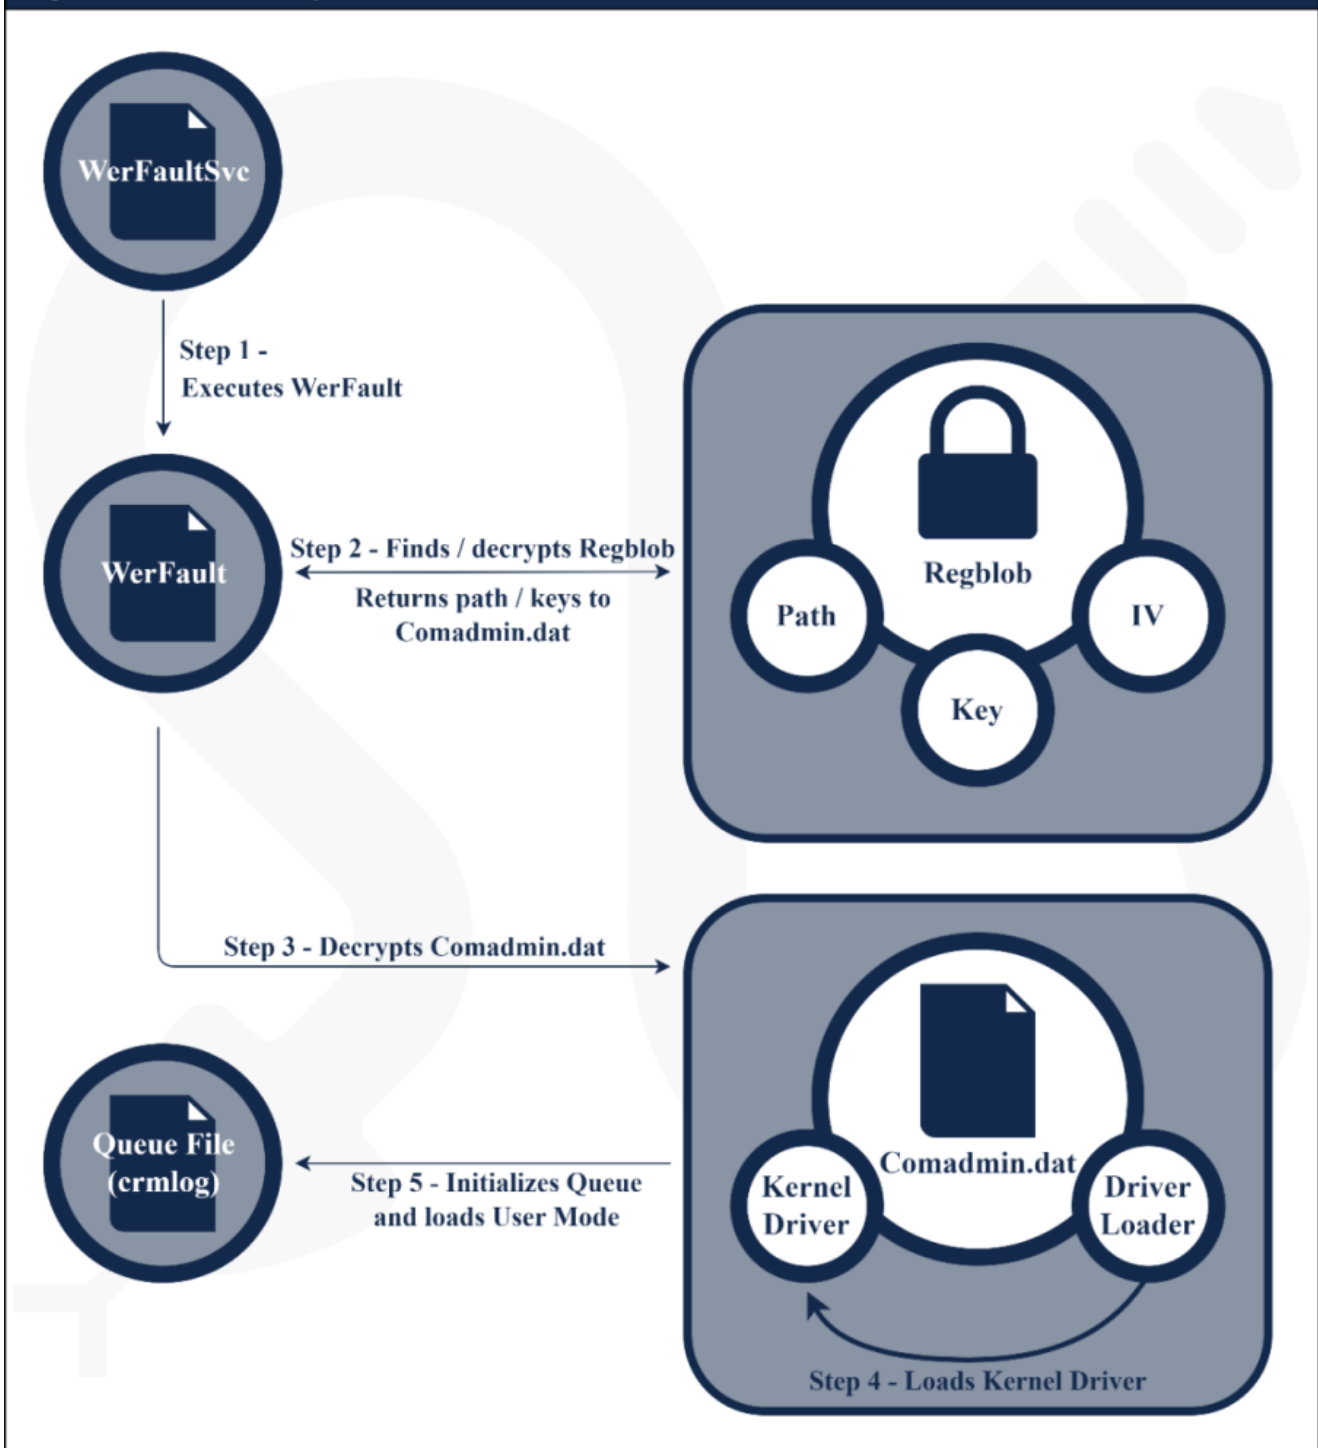 WerFaultSvc
Step 1 -
Executes WerFault
WerFault
Step 2 - Finds / decrypts Regblob
Returns path / keys to
Comadmin.dat
Regblob
Path
IV
Key
Step 3 - Decrypts Comadmin.dat
Comadmin.dat
Kernel
Driver
Driver
Loader
Step 4 - Loads Kernel Driver
Step 5 - Initializes Queue
and loads User Mode
Queue File
(crmlog)